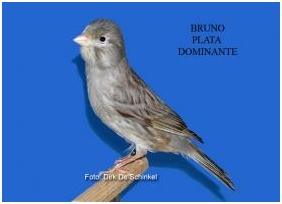 BRUNO
PLATA
DOMINANTE
Foto Dirk De Schinkel